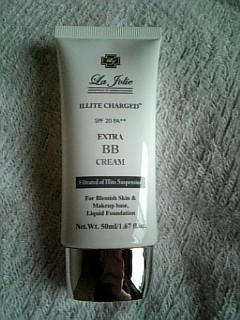 La Jolie
ILLITE CHARGED™
SPF 20 PA++
EXTRA
BB
CREAM
Filtrated of Illite Suspension
For Blemish Skin &
Makeup base,
Liquid Foundation
Net.Wt. 50ml/1.67 fl.oz.